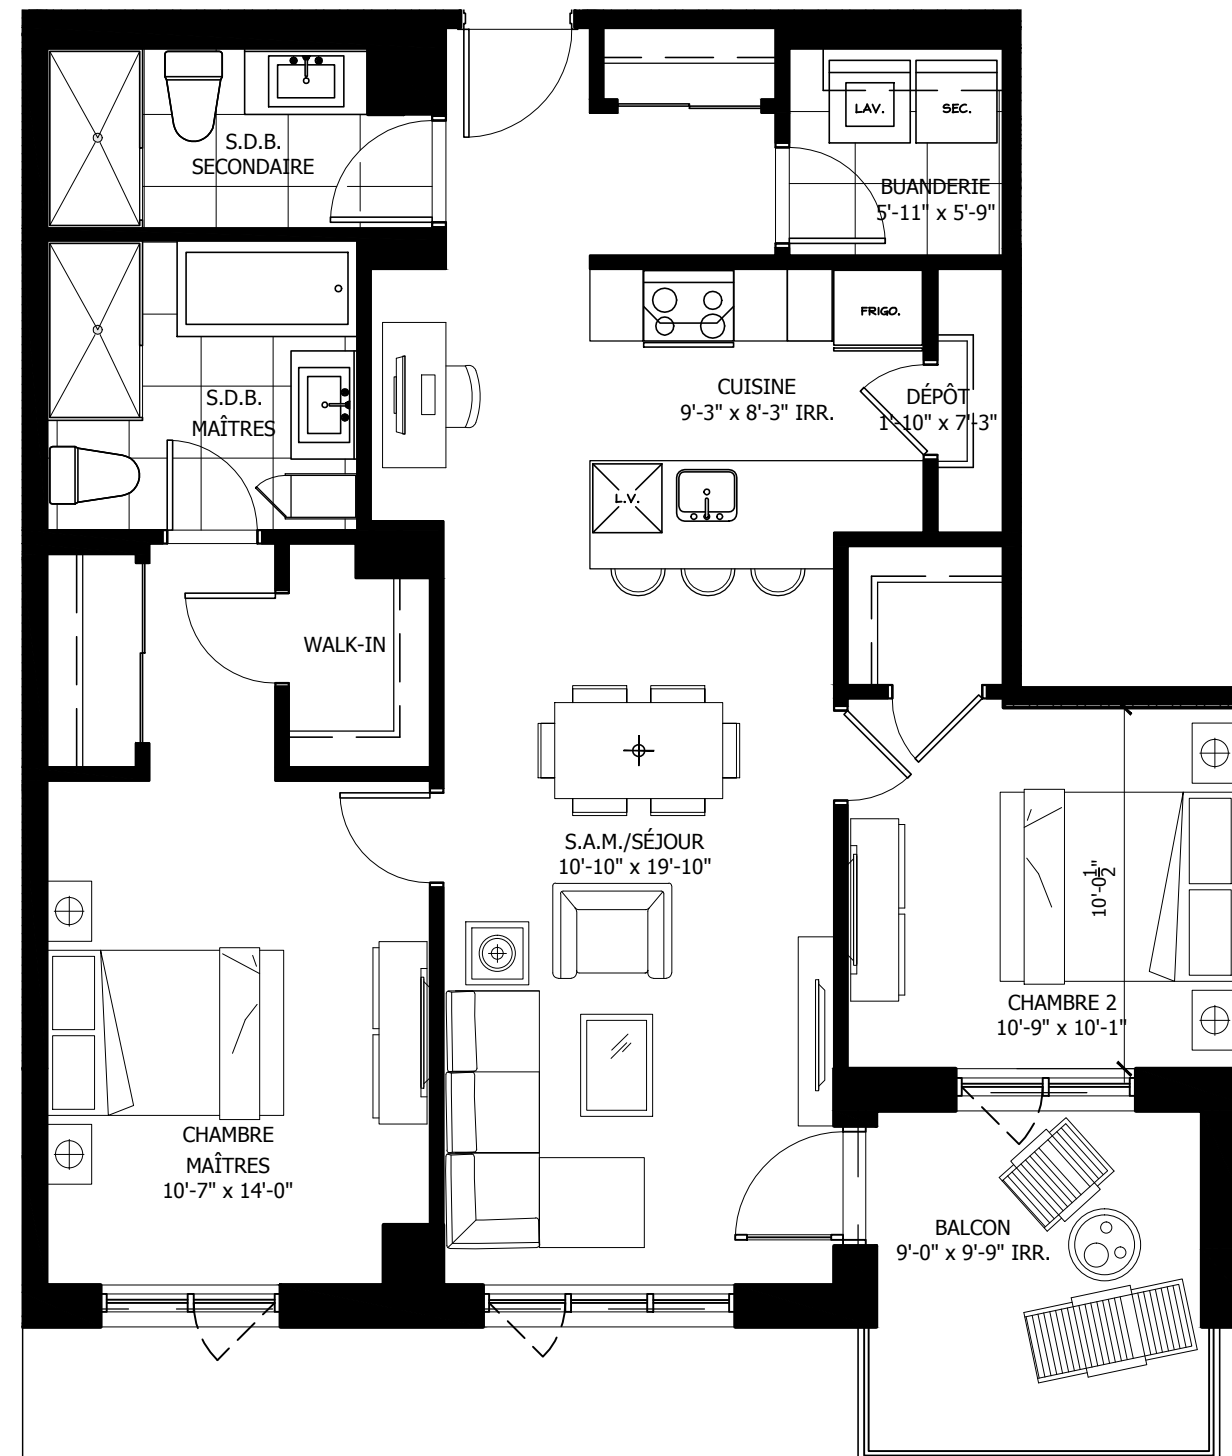 S.D.B.
SECONDAIRE
LAV.
SEC.
BUANDERIE
5'-11" x 5'-9"
FRIGO.
S.D.B.
MAÎTRES
CUISINE
9'-3" x 8'-3" IRR.
DÉPÔT
1'-10" x 7'-3"
L.V.
WALK-IN
S.A.M./SÉJOUR
10'-10" x 19'-10"
10'-0½"
CHAMBRE 2
10'-9" x 10'-1"
CHAMBRE
MAÎTRES
10'-7" x 14'-0"
BALCON
9'-0" x 9'-9" IRR.